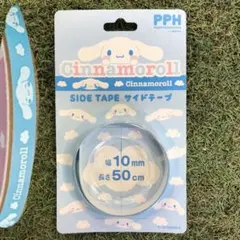 PPH
Cinnamoroll
Cinnamoroll
SIDE TAPE サイドテープ
幅10mm
長さ50cm